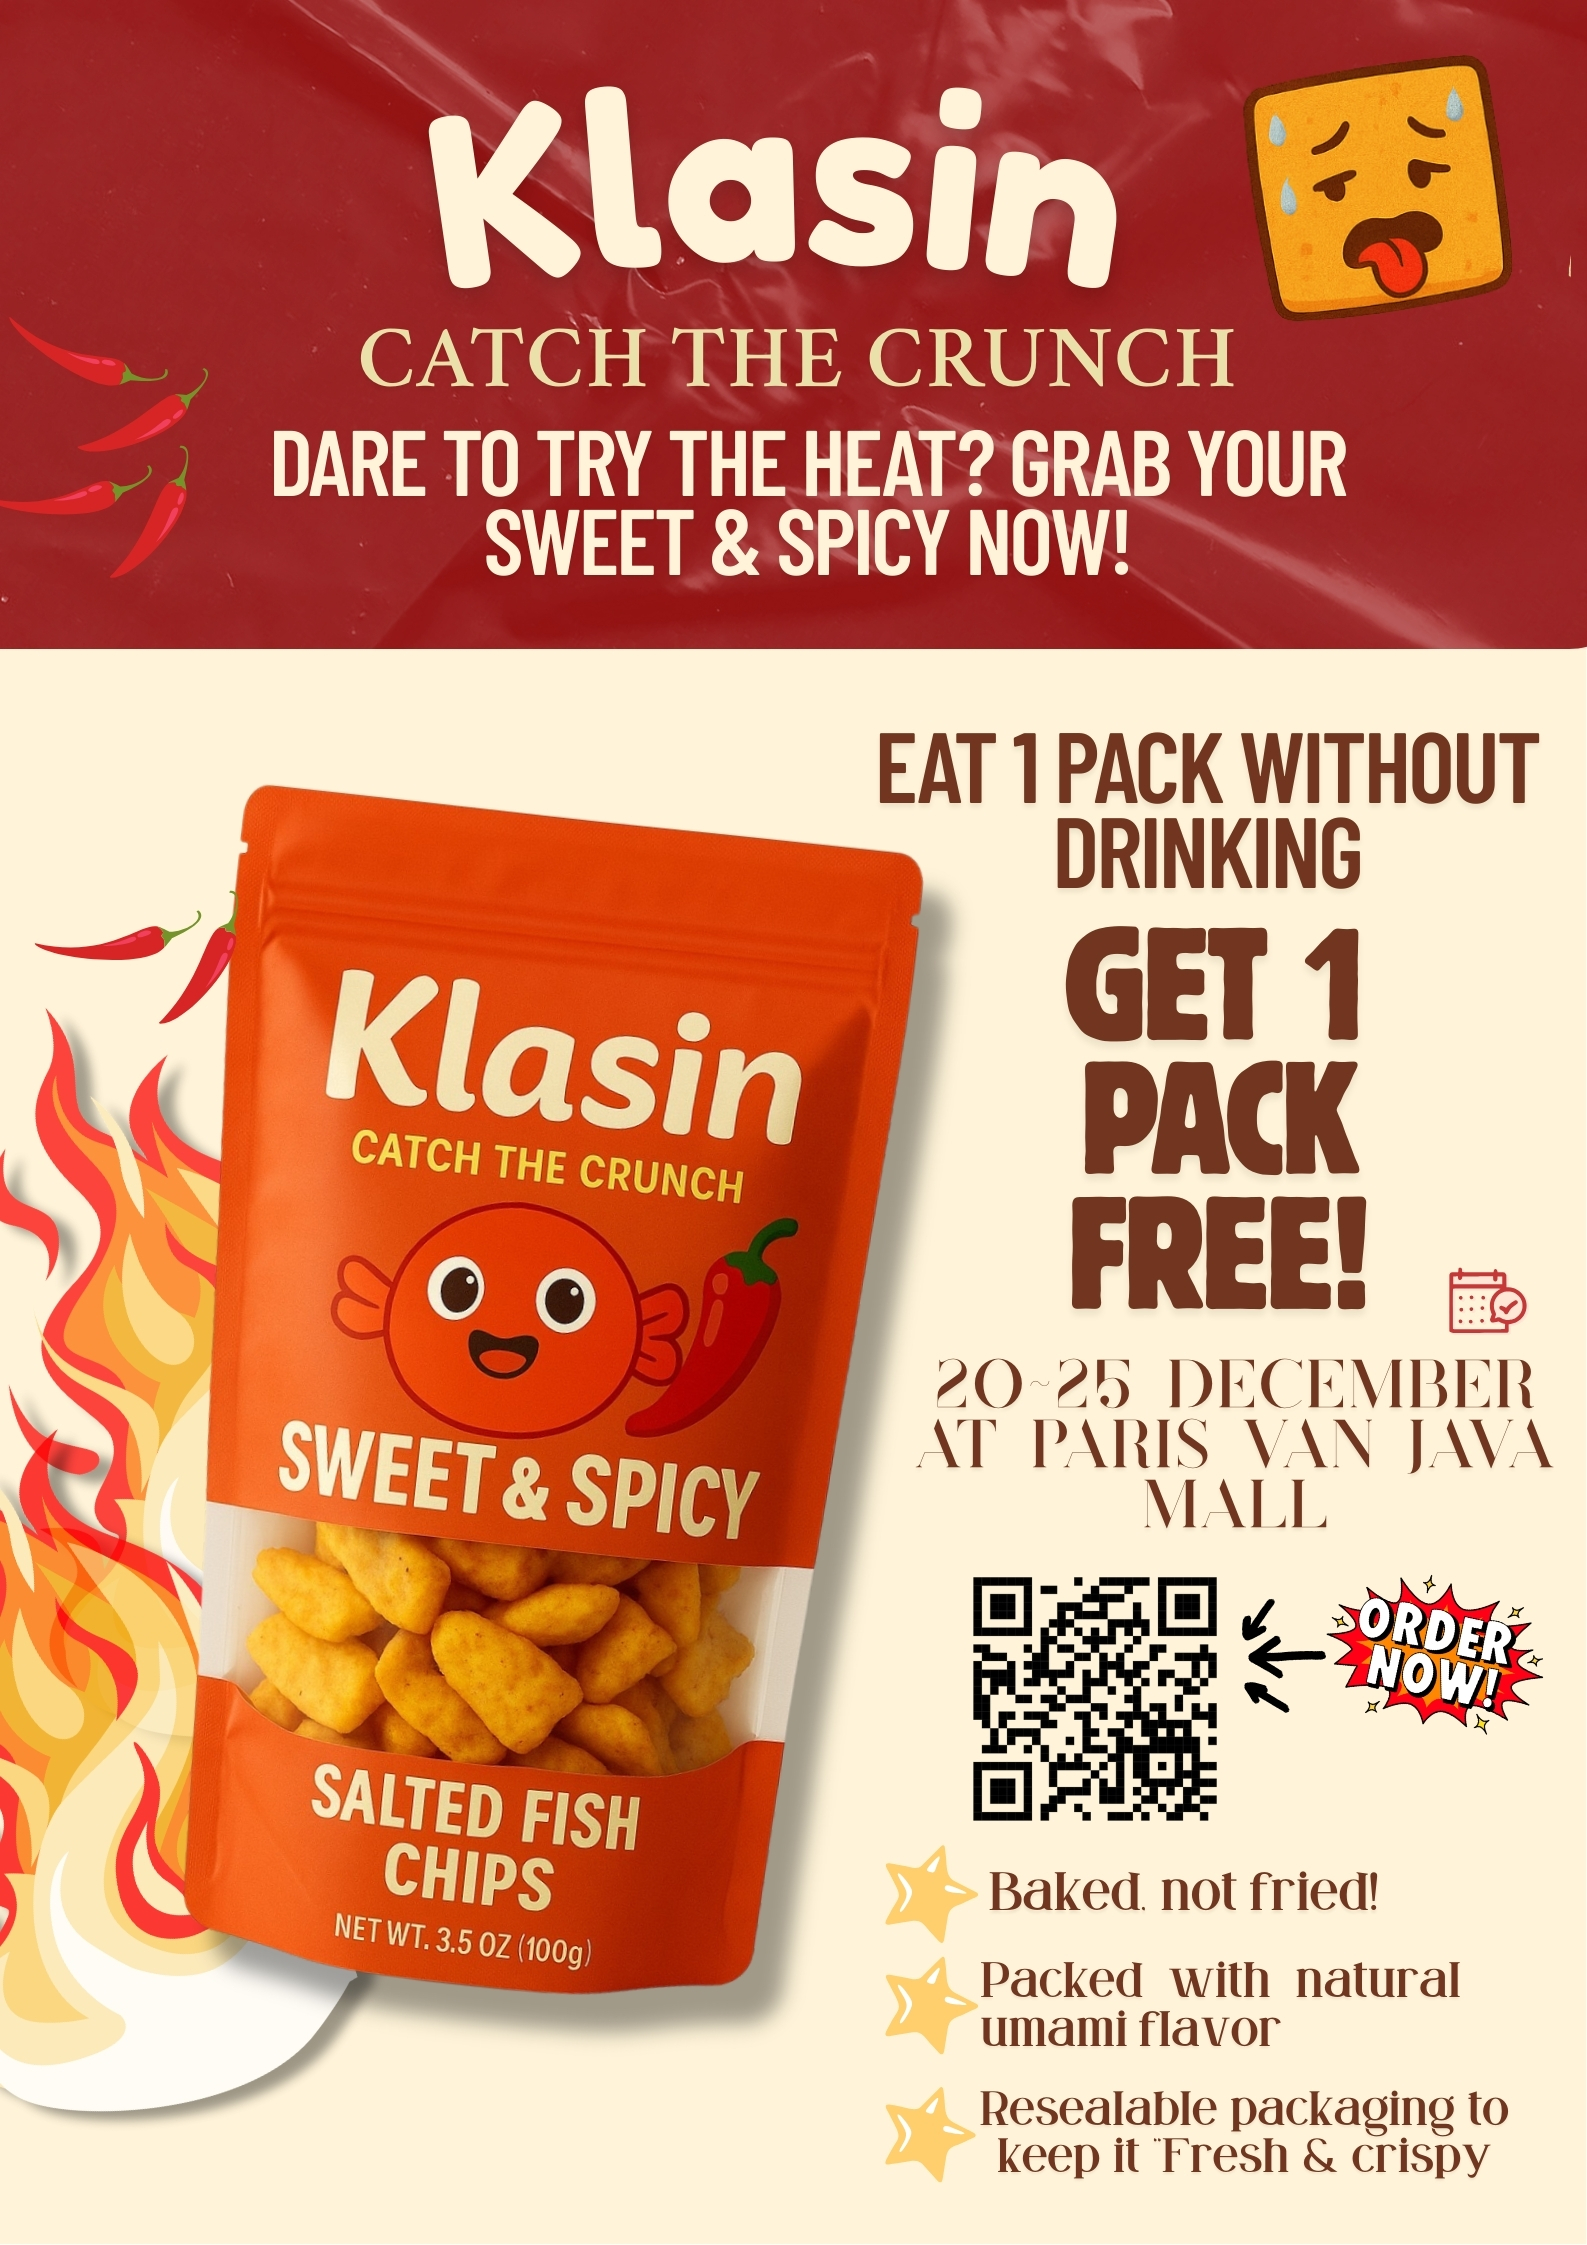 Klasin
CATCH THE CRUNCH
DARE TO TRY THE HEAT? GRAB YOUR
SWEET & SPICY NOW!
EAT 1 PACK WITHOUT
DRINKING
GET 1
PACK
FREE!
20~25 DECEMBER
AT PARIS VAN JAVA
MALL
ORDER
NOW!
Baked, not fried!
Packed with natural
umami flavor
Resealable packaging to
keep it "Fresh & crispy
Klasin
CATCH THE CRUNCH
SWEET & SPICY
SALTED FISH
CHIPS
NET WT. 3.5 OZ (100g)